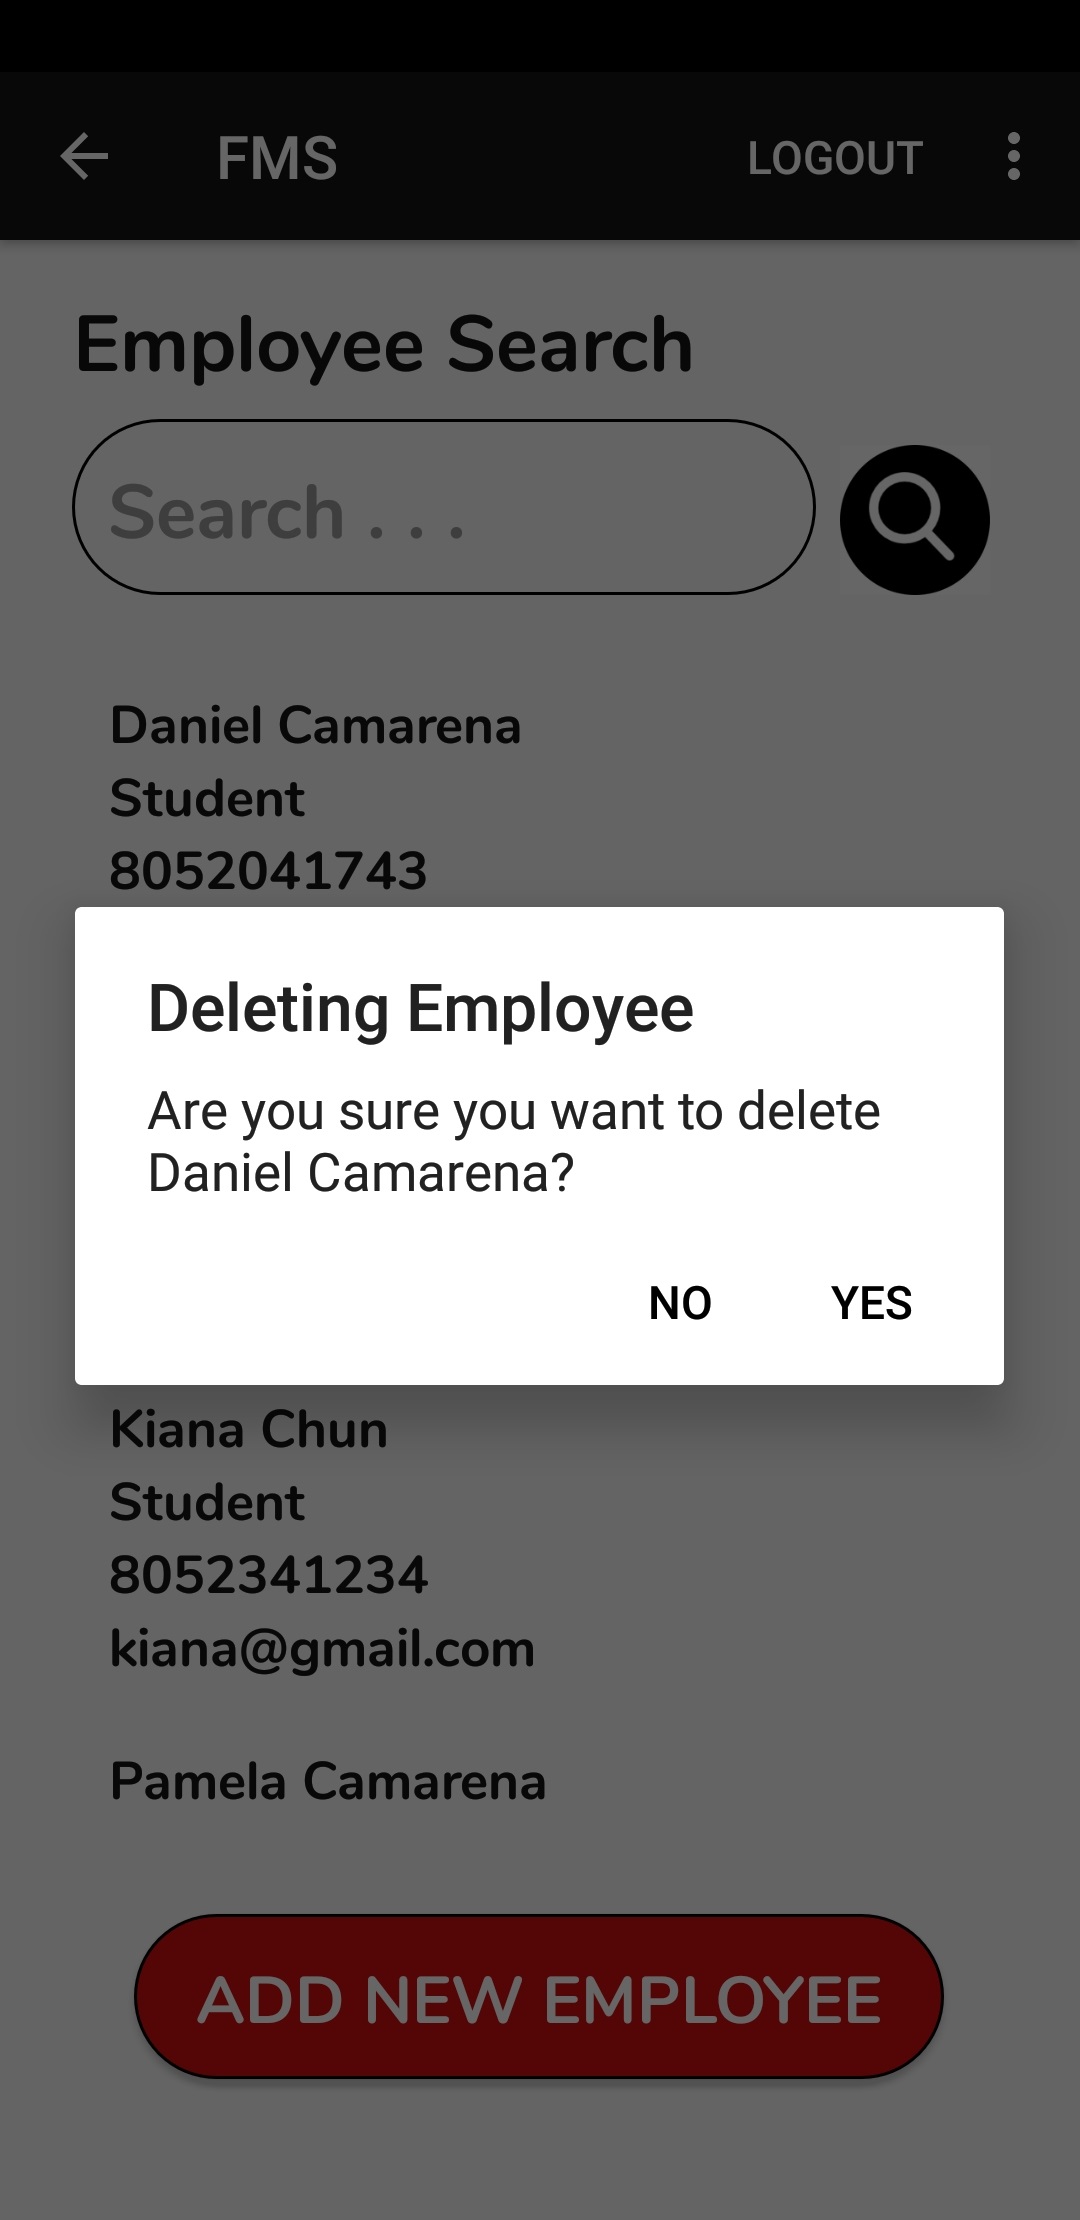 FMS LOGOUT
Employee Search
Search . . .
Daniel Camarena
Student
8052041743
Deleting Employee
Are you sure you want to delete
Daniel Camarena?
NO YES
Kiana Chun
Student
8052341234
kiana@gmail.com
Pamela Camarena
ADD NEW EMPLOYEE